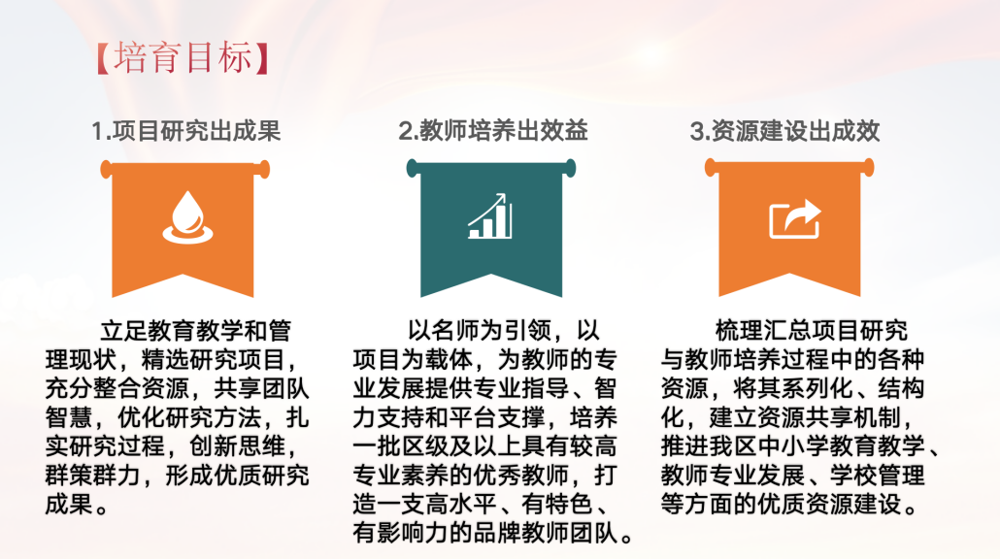 【培育目标】
1.项目研究出成果
立足教育教学和管
理现状，精选研究项目，
充分整合资源，共享团队
智慧，优化研究方法，扎
实研究过程，创新思维，
群策群力，形成优质研究
成果。
2.教师培养出效益
以名师为引领，以
项目为载体，为教师的专
业发展提供专业指导、智
力支持和平台支撑，培养
一批区级及以上具有较高
专业素养的优秀教师，打
造一支高水平、有特色、
有影响力的品牌教师团队。
3.资源建设出成效
梳理汇总项目研究
与教师培养过程中的各种
资源，将其系列化、结构
化，建立资源共享机制，
推进我区中小学教育教学、
教师专业发展、学校管理
等方面的优质资源建设。